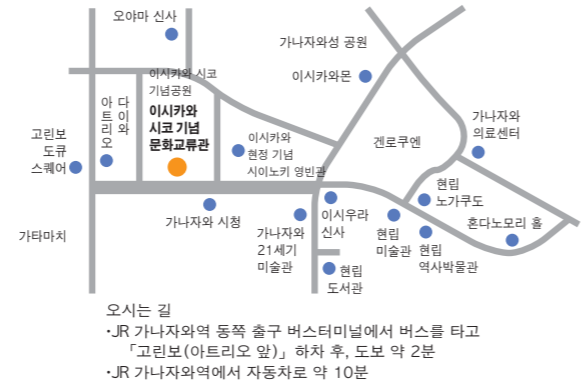 오야마 신사
가나자와성 공원
이시카와 시코
기념공원
이시카와몬
이시카와
시코 기념
문화교류관
다이와
아트리오
고린보
도큐
스퀘어
이시카와
현정 기념
시이노키 영빈관
겐로쿠엔
가나자와
의료센터
현립
노가쿠도
혼다노모리 홀
가타마치
가나자와 시청
가나자와
21세기
미술관
이시우라
신사
현립
미술관
현립
역사박물관
현립
도서관
오시는 길
·JR 가나자와역 동쪽 출구 버스터미널에서 버스를 타고
「고린보(아트리오 앞)」 하차 후, 도보 약 2분
·JR 가나자와역에서 자동차로 약 10분